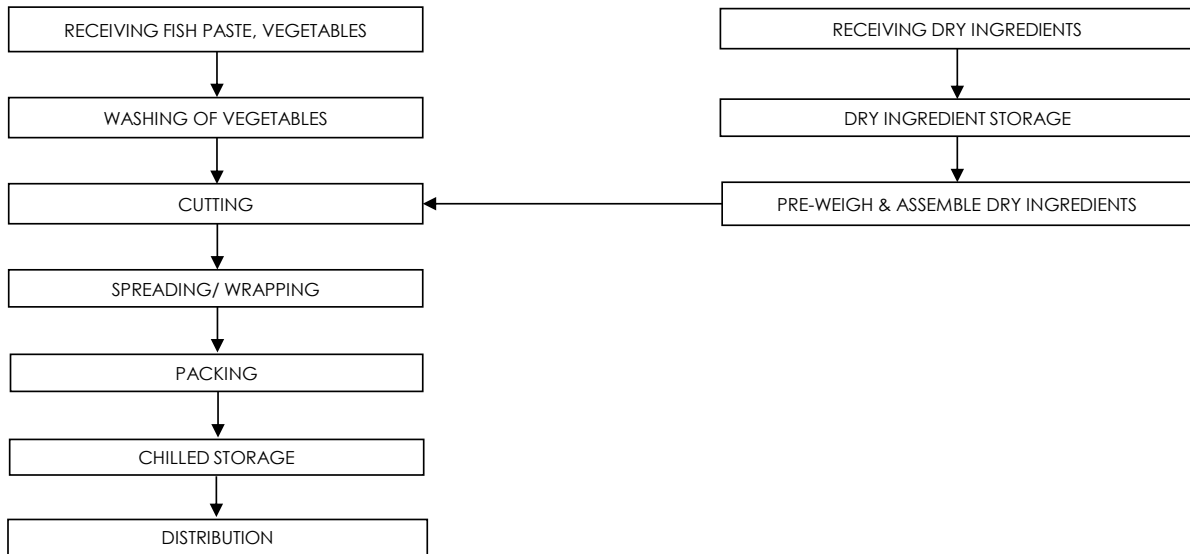 RECEIVING FISH PASTE, VEGETABLES
WASHING OF VEGETABLES
CUTTING
SPREADING/ WRAPPING
PACKING
CHILLED STORAGE
DISTRIBUTION
RECEIVING DRY INGREDIENTS
DRY INGREDIENT STORAGE
PRE-WEIGH & ASSEMBLE DRY INGREDIENTS